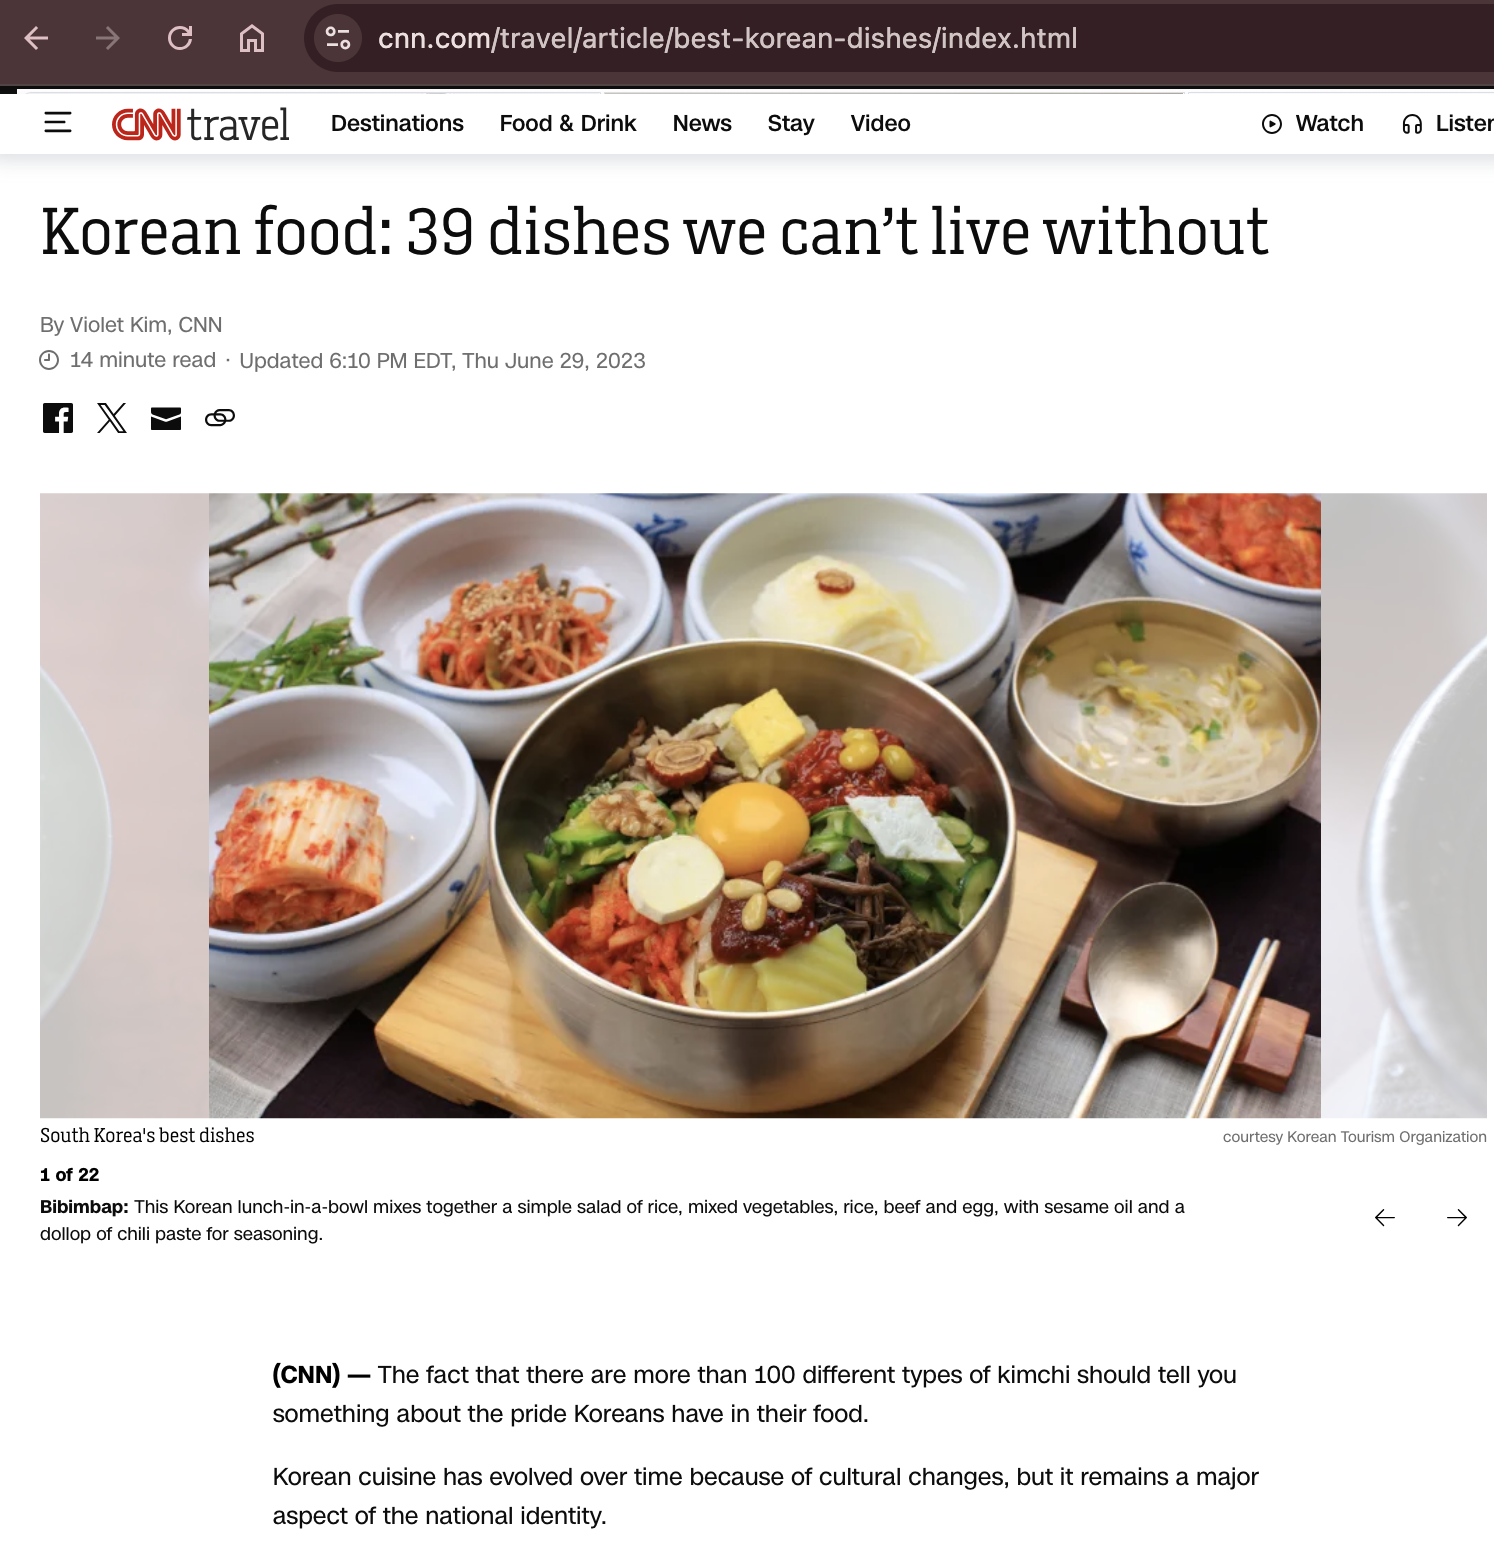 cnn.com/travel/article/best-korean-dishes/index.html
CNN travel Destinations Food & Drink News Stay Video Watch Listen
Korean food: 39 dishes we can’t live without
By Violet Kim, CNN
14 minute read · Updated 6:10 PM EDT, Thu June 29, 2023
South Korea's best dishes
courtesy Korean Tourism Organization
1 of 22
Bibimbap: This Korean lunch-in-a-bowl mixes together a simple salad of rice, mixed vegetables, rice, beef and egg, with sesame oil and a
dollop of chili paste for seasoning.
(CNN) — The fact that there are more than 100 different types of kimchi should tell you
something about the pride Koreans have in their food.
Korean cuisine has evolved over time because of cultural changes, but it remains a major
aspect of the national identity.